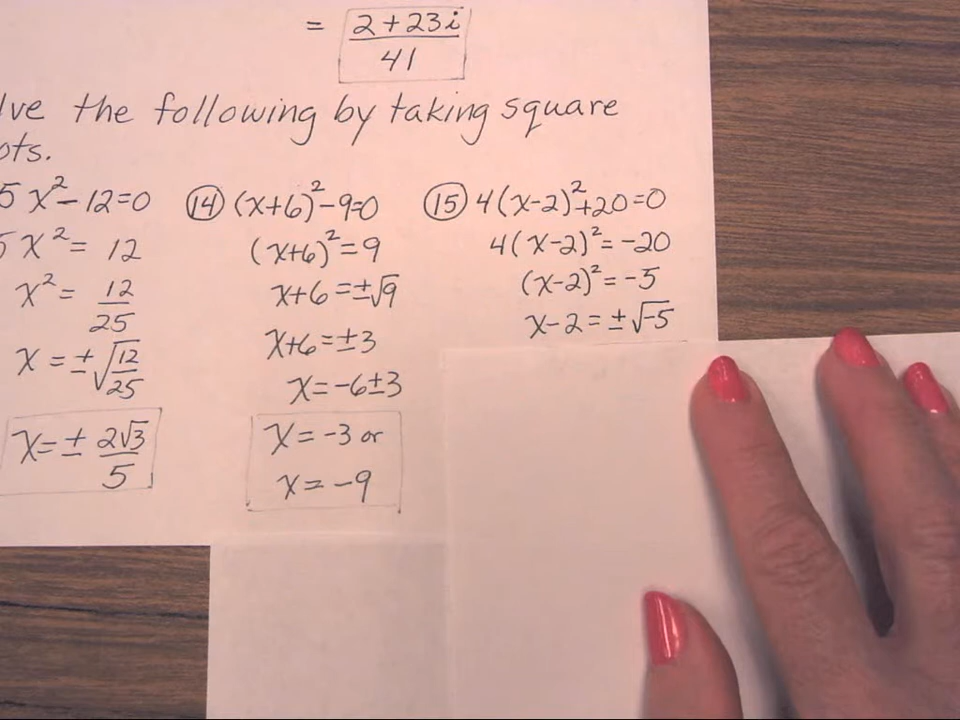 = 2+23i / 41
lve the following by taking square
ots.
5x²-12=0
5x²= 12
x²= 12/25
x=±√12/25
x=± 2√3/5
14 (x+6)²-9=0
(x+6)²=9
x+6=±√9
x+6=±3
x=-6±3
x=-3 or
x=-9
15 4(x-2)²+20=0
4(x-2)²=-20
(x-2)²=-5
x-2=±√-5